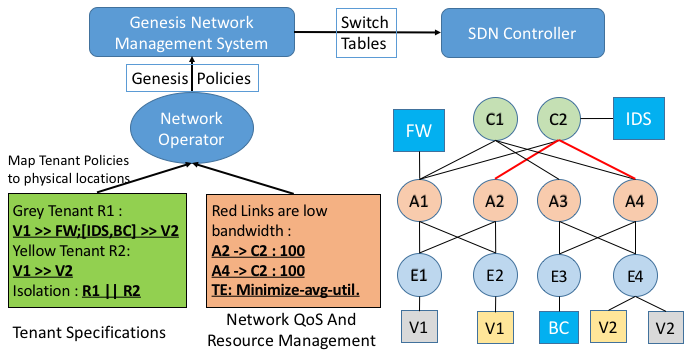 Genesis Network
Management System
Switch
Tables
SDN Controller
Genesis Policies
Network
Operator
Map Tenant Policies
to physical locations
Grey Tenant R1 :
V1 >> FW;[IDS,BC] >> V2
Yellow Tenant R2:
V1 >> V2
Isolation : R1 || R2
Tenant Specifications
Red Links are low
bandwidth :
A2 -> C2 : 100
A4 -> C2 : 100
TE: Minimize-avg-util.
Network QoS And
Resource Management
FW
C1
C2
IDS
A1
A2
A3
A4
E1
E2
E3
E4
V1
V1
BC
V2
V2